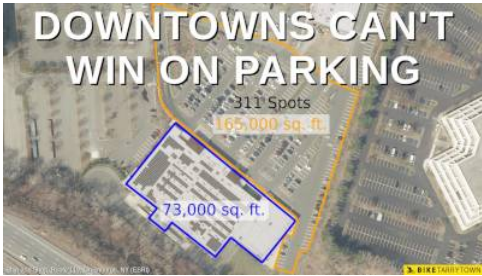 DOWNTOWNS CAN'T
WIN ON PARKING
311 Spots
165,000 sq. ft.
73,000 sq. ft.
BIKETARRYTOWN